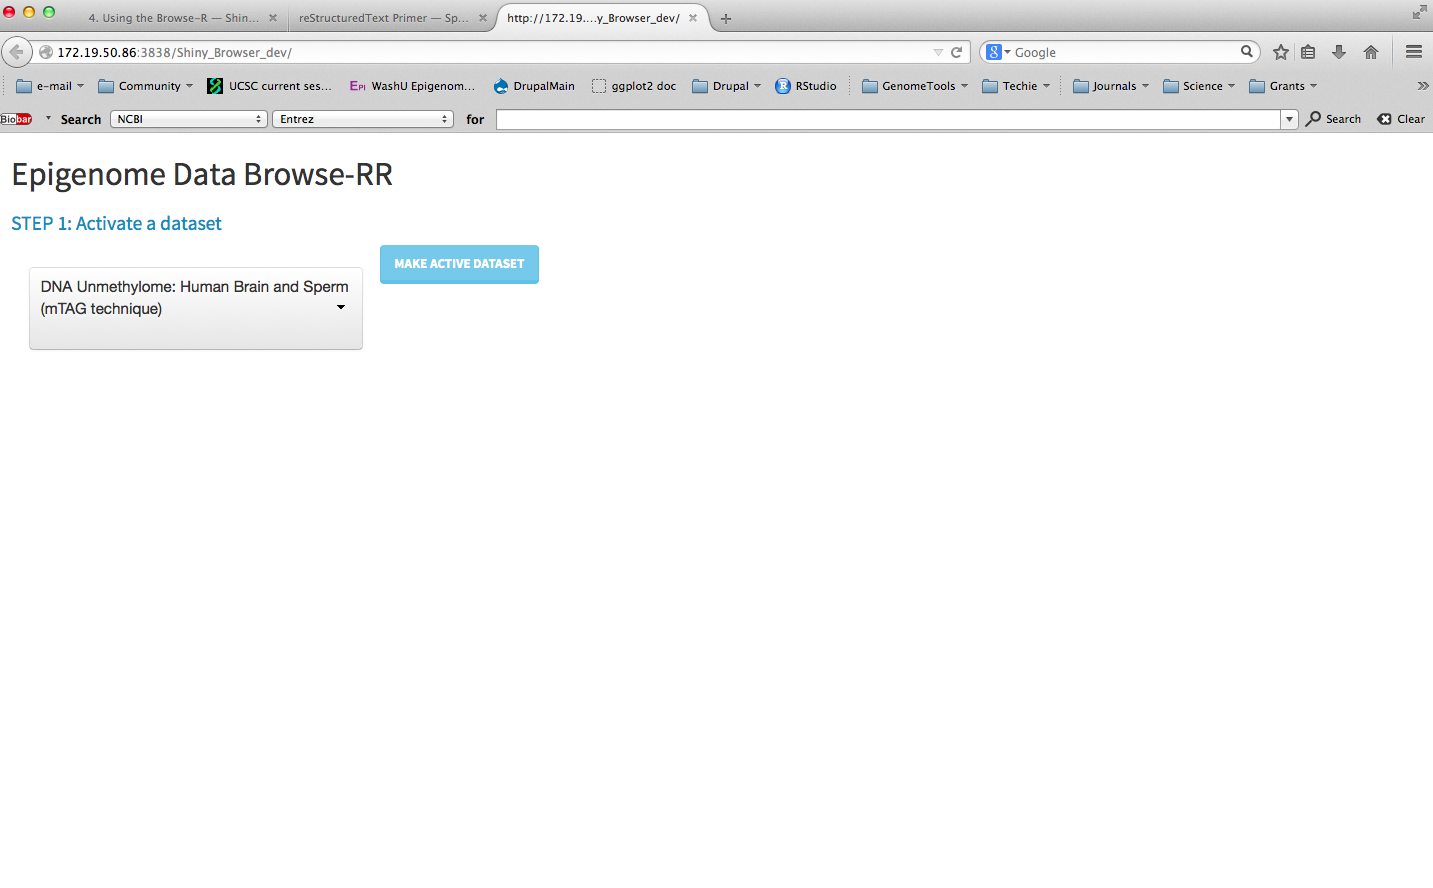 4. Using the Browse-R — Shin...
reStructuredText Primer — Sp...
http://172.19....y_Browser_dev/
172.19.50.86:3838/Shiny_Browser_dev/
Google
e-mail
Community
UCSC current ses...
EPI WashU Epigenom...
DrupalMain
ggplot2 doc
Drupal
RStudio
GenomeTools
Techie
Journals
Science
Grants
Biobar
Search
NCBI
Entrez
for
Search
Clear
Epigenome Data Browse-RR
STEP 1: Activate a dataset
MAKE ACTIVE DATASET
DNA Unmethylome: Human Brain and Sperm
(mTAG technique)